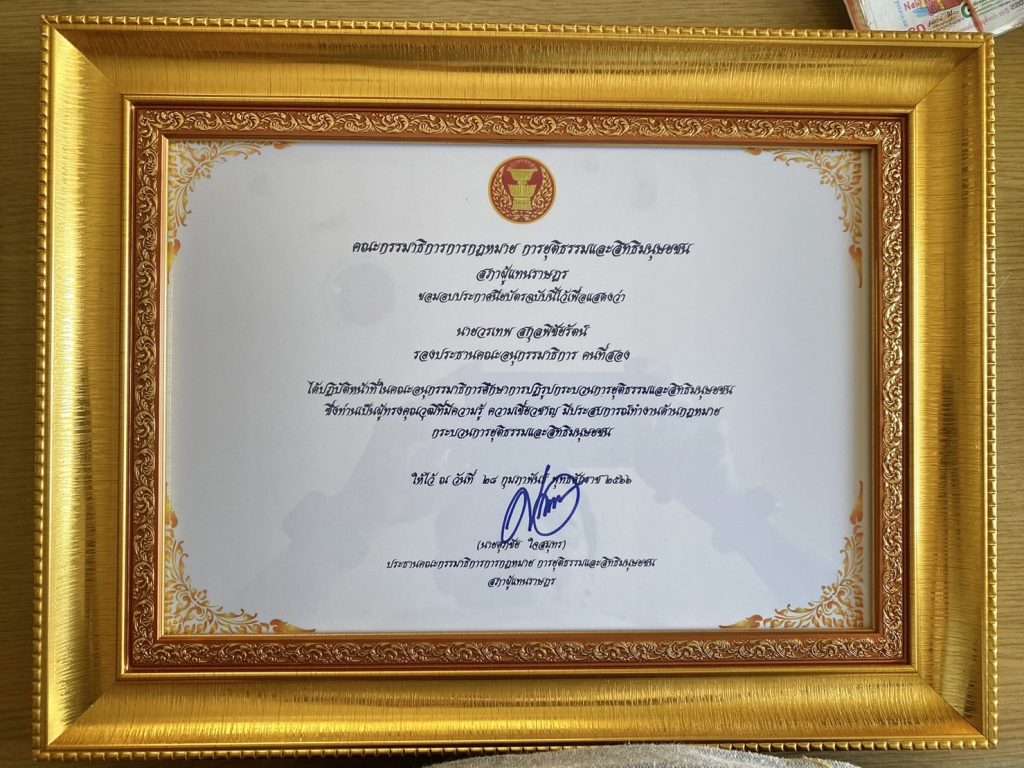 คณะกรรมาธิการการกฎหมาย การยุติธรรมและสิทธิมนุษยชน
สภาผู้แทนราษฎร
ขอมอบประกาศนียบัตรฉบับนี้ไว้เพื่อแสดงว่า
นายวรเทพ สกุลพิชัยรัตน์
รองประธานคณะอนุกรรมาธิการ คนที่สอง
ได้ปฏิบัติหน้าที่ในคณะอนุกรรมาธิการศึกษาการปฏิรูปกระบวนการยุติธรรมและสิทธิมนุษยชน
ซึ่งท่านเป็นผู้ทรงคุณวุฒิที่มีความรู้ ความเชี่ยวชาญ มีประสบการณ์ทำงานด้านกฎหมาย
กระบวนการยุติธรรมและสิทธิมนุษยชน
ให้ไว้ ณ วันที่ ๒๘ กุมภาพันธ์ พุทธศักราช ๒๕๖๖
(นายศุภชัย ใจสมุทร)
ประธานคณะกรรมาธิการการกฎหมาย การยุติธรรมและสิทธิมนุษยชน
สภาผู้แทนราษฎร